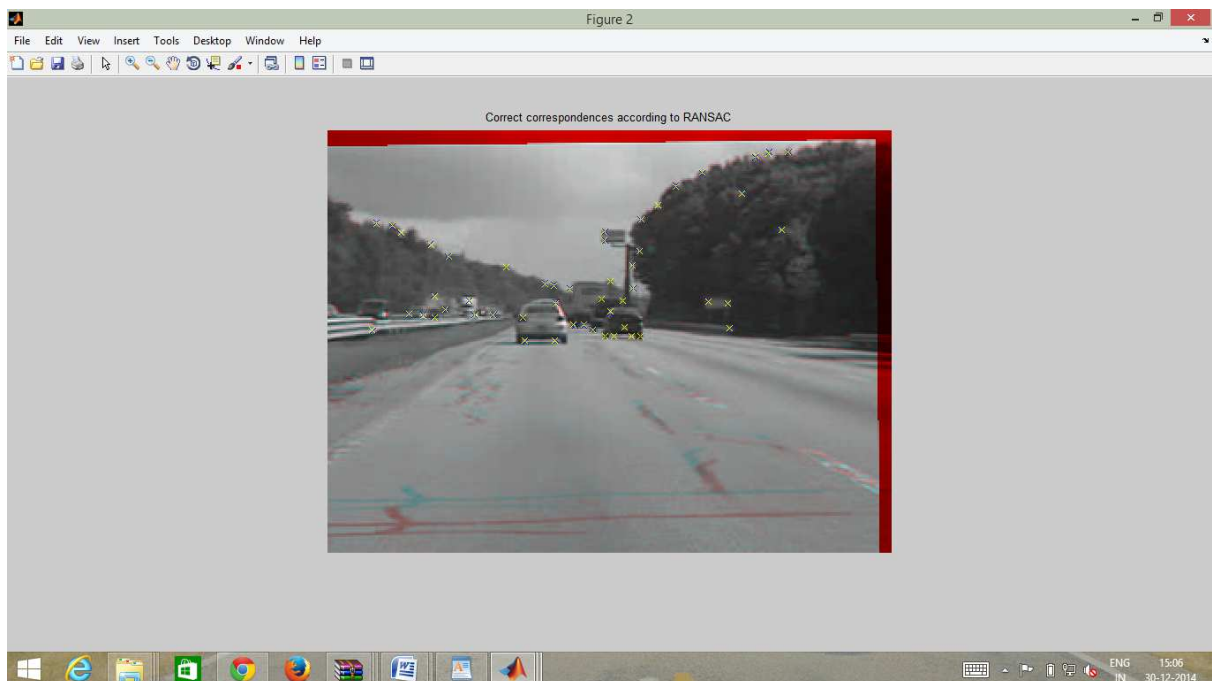 Figure 2
File Edit View Insert Tools Desktop Window Help
Correct correspondences according to RANSAC
ENG 15:06
IN 30-12-2014